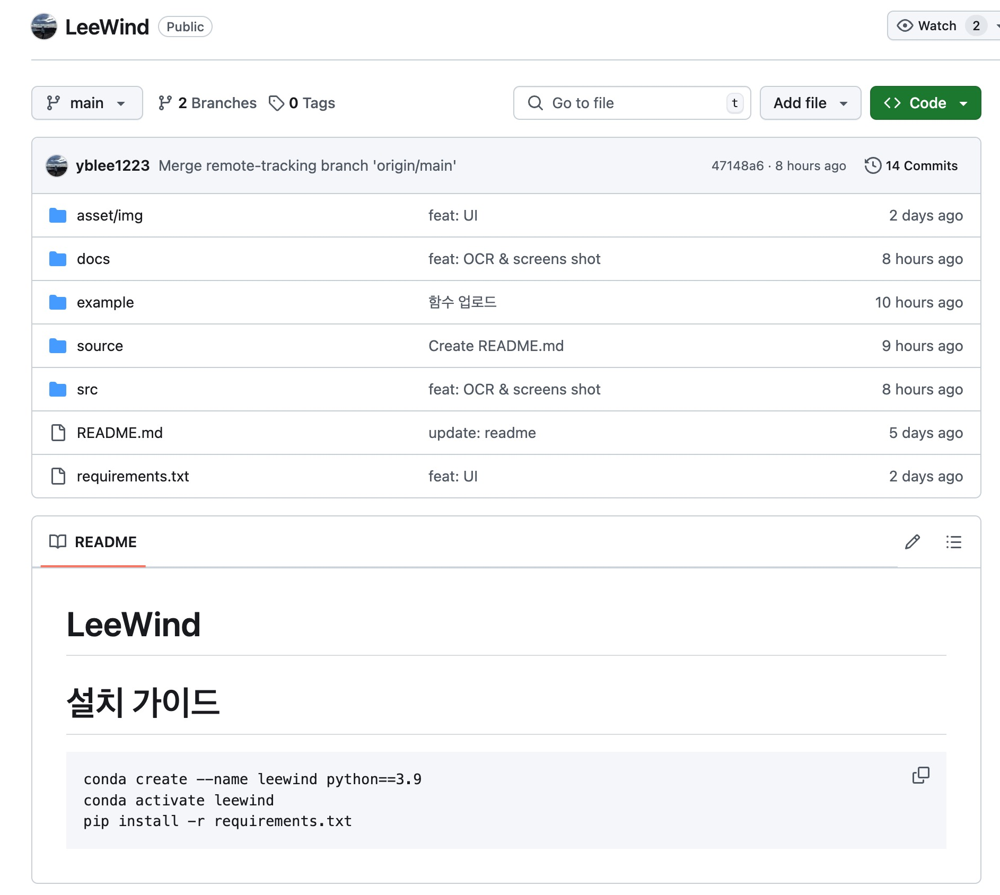 LeeWind Public
Watch 2
main 2 Branches 0 Tags Go to file t Add file Code
yblee1223 Merge remote-tracking branch 'origin/main' 47148a6 · 8 hours ago 14 Commits
asset/img feat: UI 2 days ago
docs feat: OCR & screens shot 8 hours ago
example 함수 업로드 10 hours ago
source Create README.md 9 hours ago
src feat: OCR & screens shot 8 hours ago
README.md update: readme 5 days ago
requirements.txt feat: UI 2 days ago
README
LeeWind
설치 가이드
conda create --name leewind python==3.9
conda activate leewind
pip install -r requirements.txt